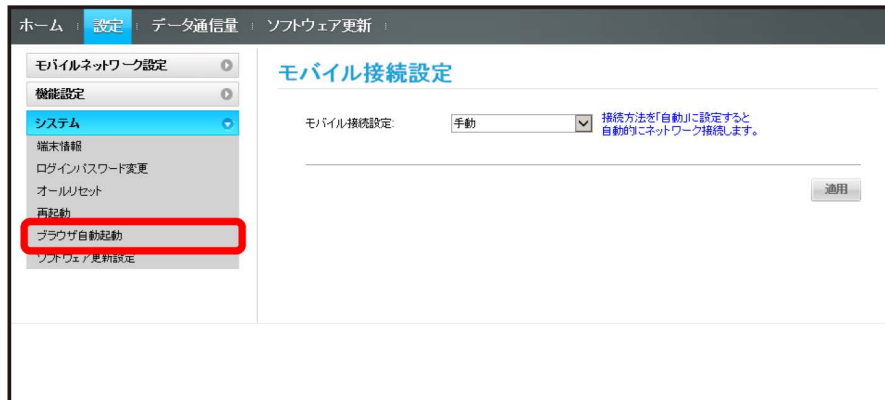 ホーム 設定 データ通信量 ソフトウェア更新
モバイルネットワーク設定
機能設定
システム
端末情報
ログインパスワード変更
オールリセット
再起動
ブラウザ自動起動
ソフトウェア更新設定
モバイル接続設定
モバイル接続設定: 手動
接続方法を「自動」に設定すると
自動的にネットワーク接続します。
適用